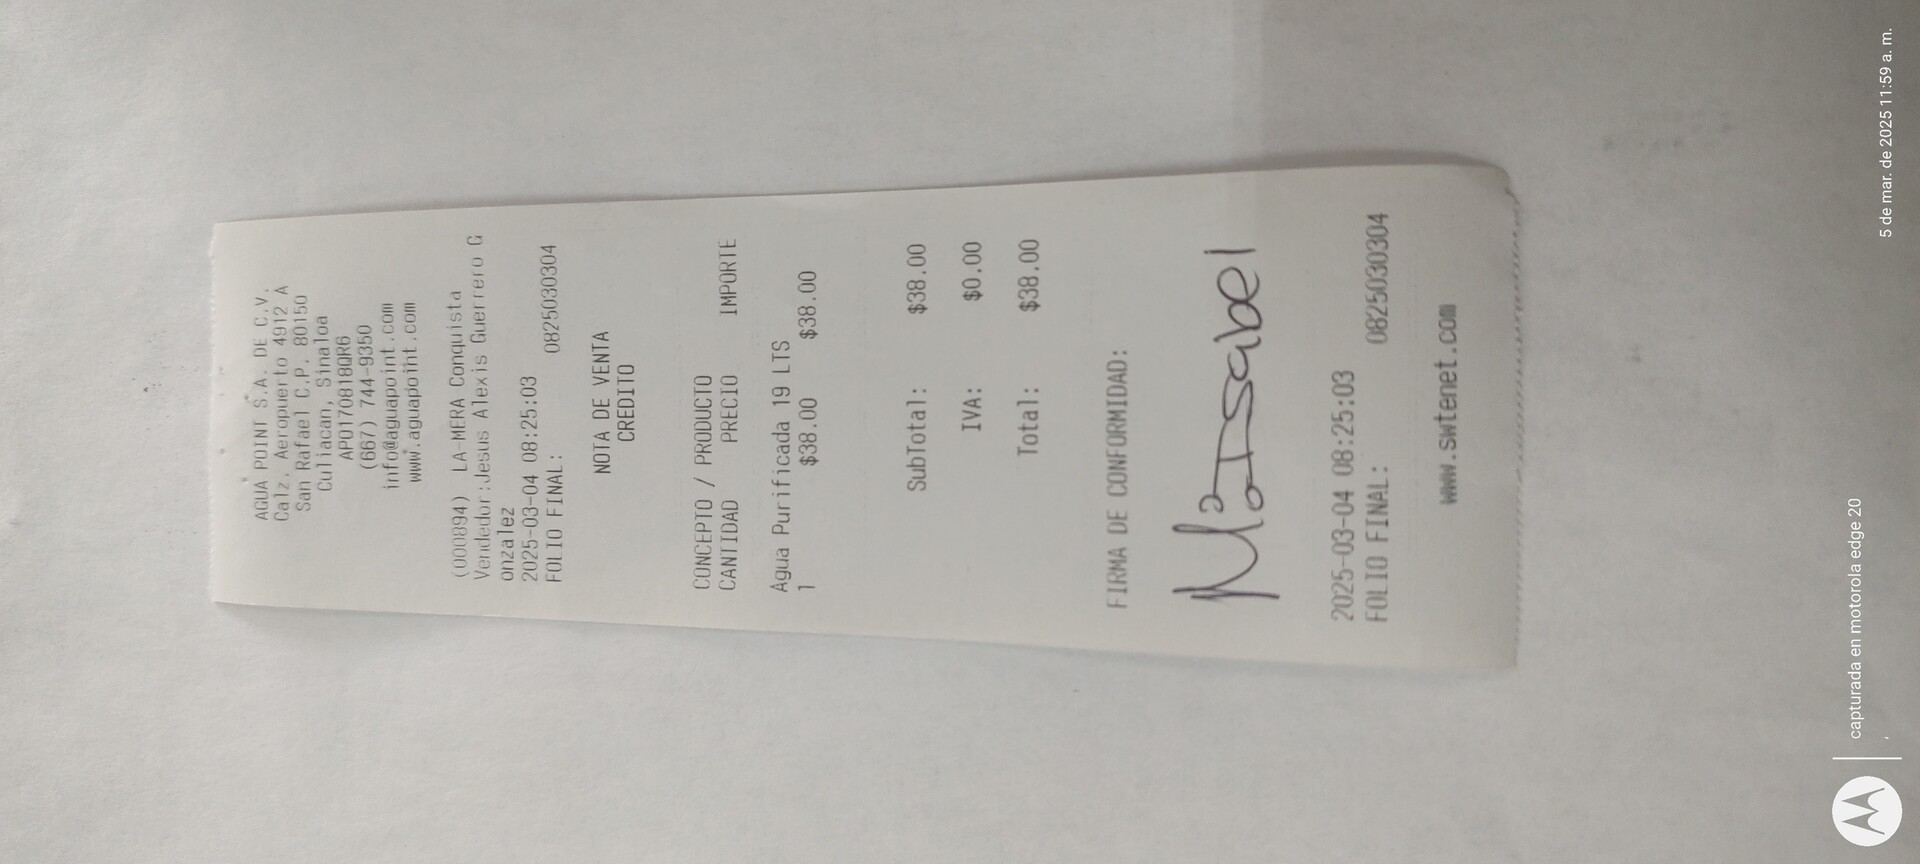 AGUA POINT S.A. DE C.V.
Calz. Aeropuerto 4912 A
San Rafael C.P. 80150
Culiacan, Sinaloa
APO170818QR6
(667) 744-9350
info@aguapoint.com
www.aguapoint.com
(000894) LA-MERA Conquista
Vendedor:Jesus Alexis Guerrero G
onzalez
2025-03-04 08:25:03
FOLIO FINAL: 0825030304
NOTA DE VENTA
CREDITO
CONCEPTO / PRODUCTO
CANTIDAD PRECIO IMPORTE
Agua Purificada 19 LTS
1 $38.00 $38.00
SubTotal: $38.00
IVA: $0.00
Total: $38.00
FIRMA DE CONFORMIDAD:
Ma Isabel
2025-03-04 08:25:03
FOLIO FINAL: 0825030304
www.swtenet.com
capturada en motorola edge 20
5 de mar. de 2025 11:59 a. m.